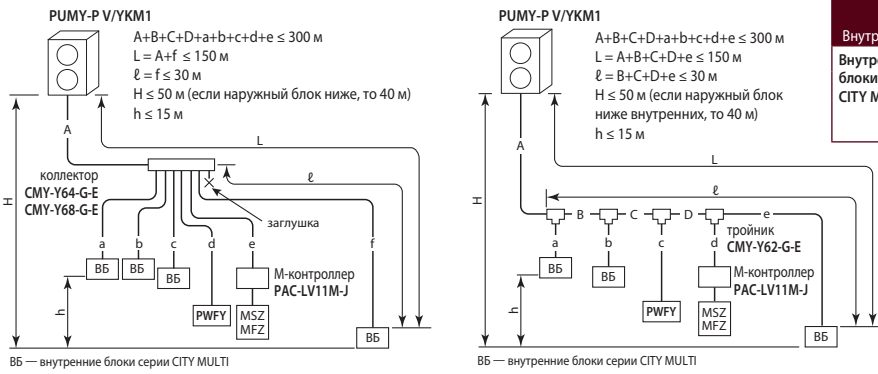 PUMY-P V/YKM1
A+B+C+D+a+b+c+d+e ≤ 300 м
L = A+f ≤ 150 м
ℓ = f ≤ 30 м
H ≤ 50 м (если наружный блок ниже, то 40 м)
h ≤ 15 м
A
L
H
коллектор
CMY-Y64-G-E
CMY-Y68-G-E
ℓ
заглушка
a b c d e f
ВБ ВБ ВБ
М-контроллер
PAC-LV11M-J
h
PWFY
MSZ
MFZ
ВБ
ВБ — внутренние блоки серии CITY MULTI
PUMY-P V/YKM1
A+B+C+D+a+b+c+d+e ≤ 300 м
L = A+B+C+D+e ≤ 150 м
ℓ = B+C+D+e ≤ 30 м
H ≤ 50 м (если наружный блок
ниже внутренних, то 40 м)
h ≤ 15 м
A
L
H
ℓ
B C D e
тройник
CMY-Y62-G-E
a b c d
ВБ ВБ
М-контроллер
PAC-LV11M-J
h
PWFY
MSZ
MFZ
ВБ
ВБ — внутренние блоки серии CITY MULTI
Внутр
Внутре
блоки
CITY M